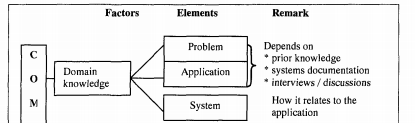 Factors Elements Remark
Problem
Application
System
C
O
M
Domain
knowledge
Depends on
* prior knowledge
* systems documentation
* interviews / discussions
How it relates to the
application